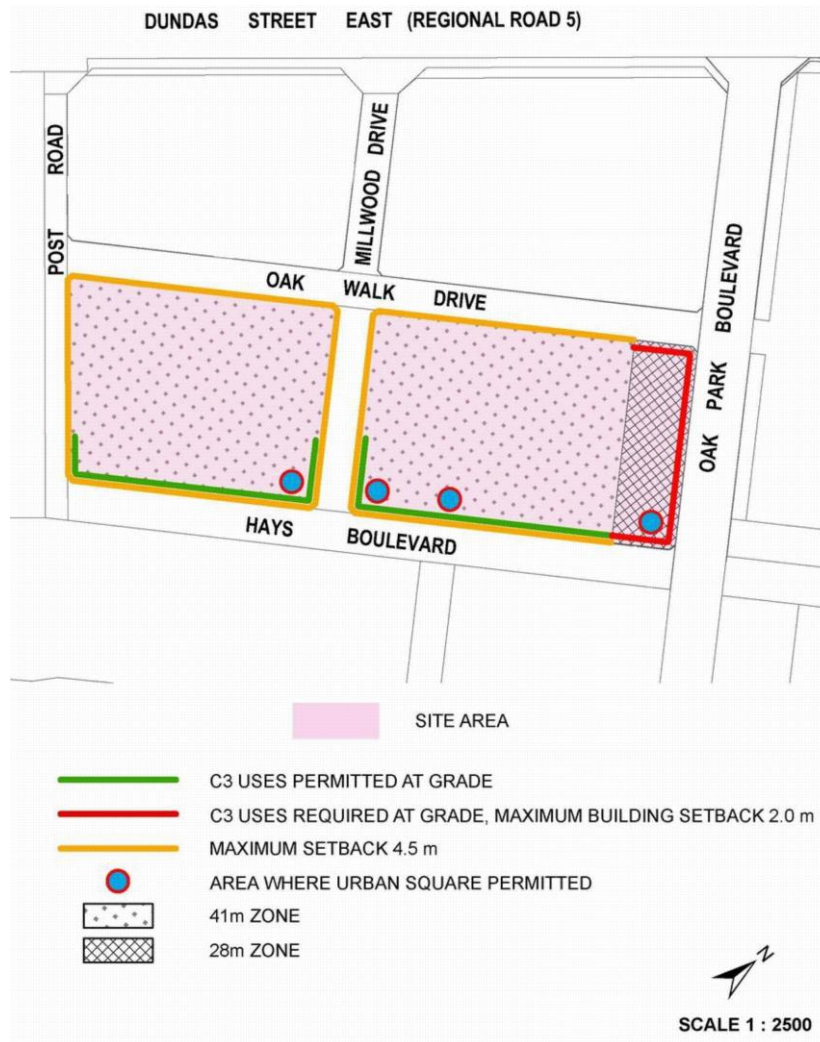 DUNDAS STREET EAST (REGIONAL ROAD 5)
POST ROAD
MILLWOOD DRIVE
OAK WALK DRIVE
OAK PARK BOULEVARD
HAYS BOULEVARD
SITE AREA
C3 USES PERMITTED AT GRADE
C3 USES REQUIRED AT GRADE, MAXIMUM BUILDING SETBACK 2.0 m
MAXIMUM SETBACK 4.5 m
AREA WHERE URBAN SQUARE PERMITTED
41m ZONE
28m ZONE
N
SCALE 1 : 2500